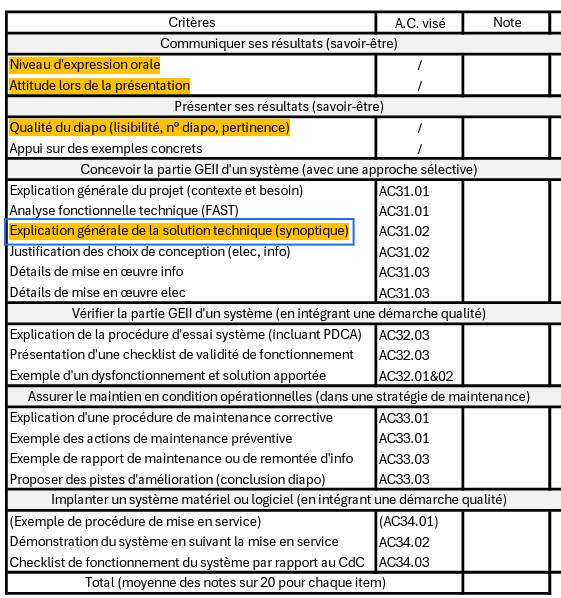 Critères A.C. visé Note
Communiquer ses résultats (savoir-être)
Niveau d'expression orale /
Attitude lors de la présentation /
Présenter ses résultats (savoir-être)
Qualité du diapo (lisibilité, n° diapo, pertinence) /
Appui sur des exemples concrets /
Concevoir la partie GEII d'un système (avec une approche sélective)
Explication générale du projet (contexte et besoin) AC31.01
Analyse fonctionnelle technique (FAST) AC31.01
Explication générale de la solution technique (synoptique) AC31.02
Justification des choix de conception (elec, info) AC31.02
Détails de mise en œuvre info AC31.03
Détails de mise en œuvre elec AC31.03
Vérifier la partie GEII d'un système (en intégrant une démarche qualité)
Explication de la procédure d'essai système (incluant PDCA) AC32.03
Présentation d'une checklist de validité de fonctionnement AC32.03
Exemple d'un dysfonctionnement et solution apportée AC32.01&02
Assurer le maintien en condition opérationnelles (dans une stratégie de maintenance)
Explication d'une procédure de maintenance corrective AC33.01
Exemple des actions de maintenance préventive AC33.01
Exemple de rapport de maintenance ou de remontée d'info AC33.03
Proposer des pistes d'amélioration (conclusion diapo) AC33.03
Implanter un système matériel ou logiciel (en intégrant une démarche qualité)
(Exemple de procédure de mise en service) (AC34.01)
Démonstration du système en suivant la mise en service AC34.02
Checklist de fonctionnement du système par rapport au CdC AC34.03
Total (moyenne des notes sur 20 pour chaque item)